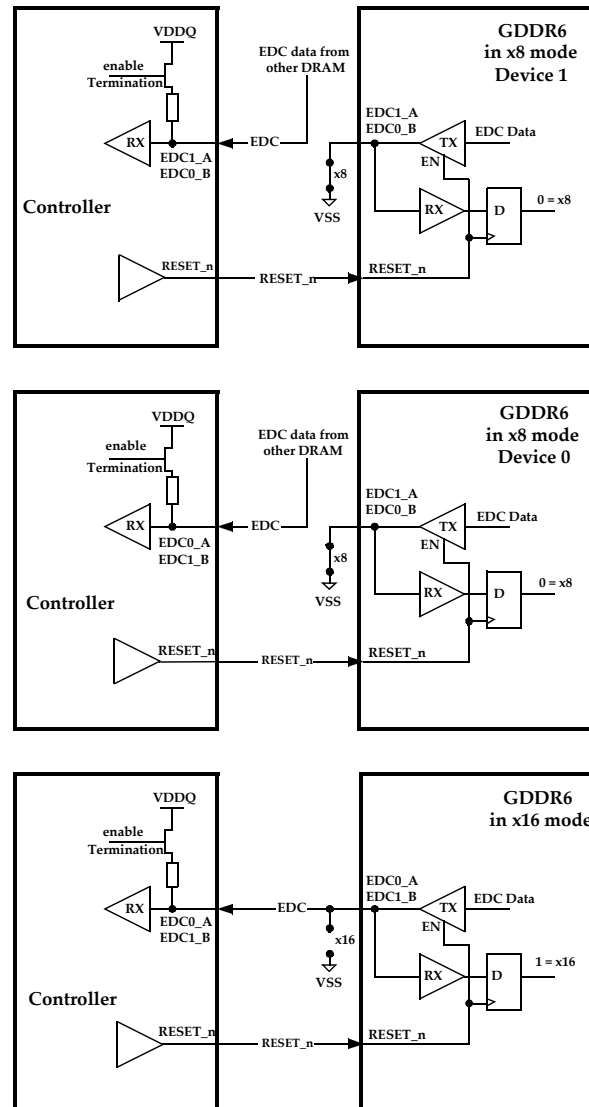 VDDQ
enable
Termination
RX
EDC1_A
EDC0_B
Controller
RESET_n
EDC data from
other DRAM
EDC
RESET_n
x8
VSS
GDDR6
in x8 mode
Device 1
EDC1_A
EDC0_B
TX
EDC Data
EN
RX
D
0 = x8
RESET_n
VDDQ
enable
Termination
RX
EDC0_A
EDC1_B
Controller
RESET_n
EDC data from
other DRAM
EDC
RESET_n
x8
VSS
GDDR6
in x8 mode
Device 0
EDC1_A
EDC0_B
TX
EDC Data
EN
RX
D
0 = x8
RESET_n
VDDQ
enable
Termination
RX
EDC0_A
EDC1_B
Controller
RESET_n
EDC
RESET_n
x16
VSS
GDDR6
in x16 mode
EDC0_A
EDC1_B
TX
EDC Data
EN
RX
D
1 = x16
RESET_n